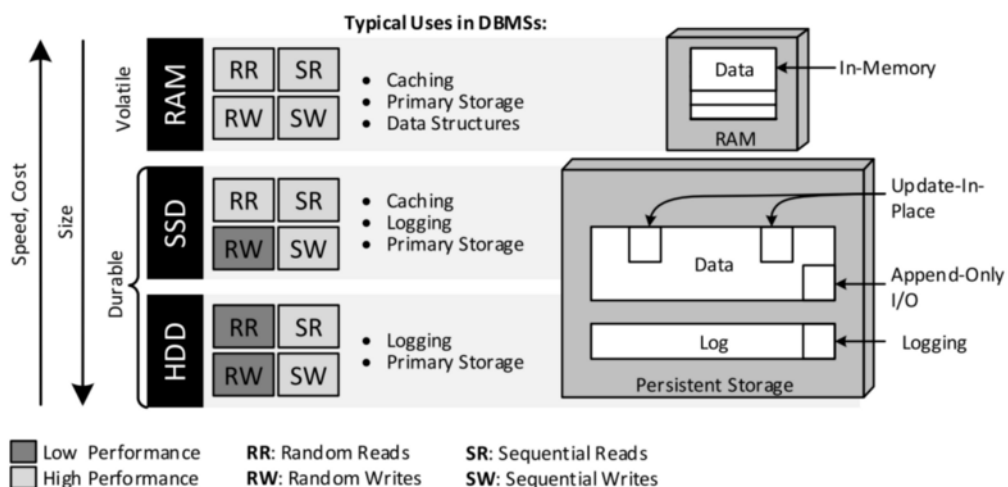 Typical Uses in DBMSs:
Speed, Cost
Size
Volatile
RAM
RR
SR
RW
SW
• Caching
• Primary Storage
• Data Structures
Data
RAM
In-Memory
Durable
SSD
RR
SR
RW
SW
• Caching
• Logging
• Primary Storage
HDD
RR
SR
RW
SW
• Logging
• Primary Storage
Update-In-
Place
Data
Append-Only
I/O
Log
Logging
Persistent Storage
Low Performance
RR: Random Reads
SR: Sequential Reads
High Performance
RW: Random Writes
SW: Sequential Writes